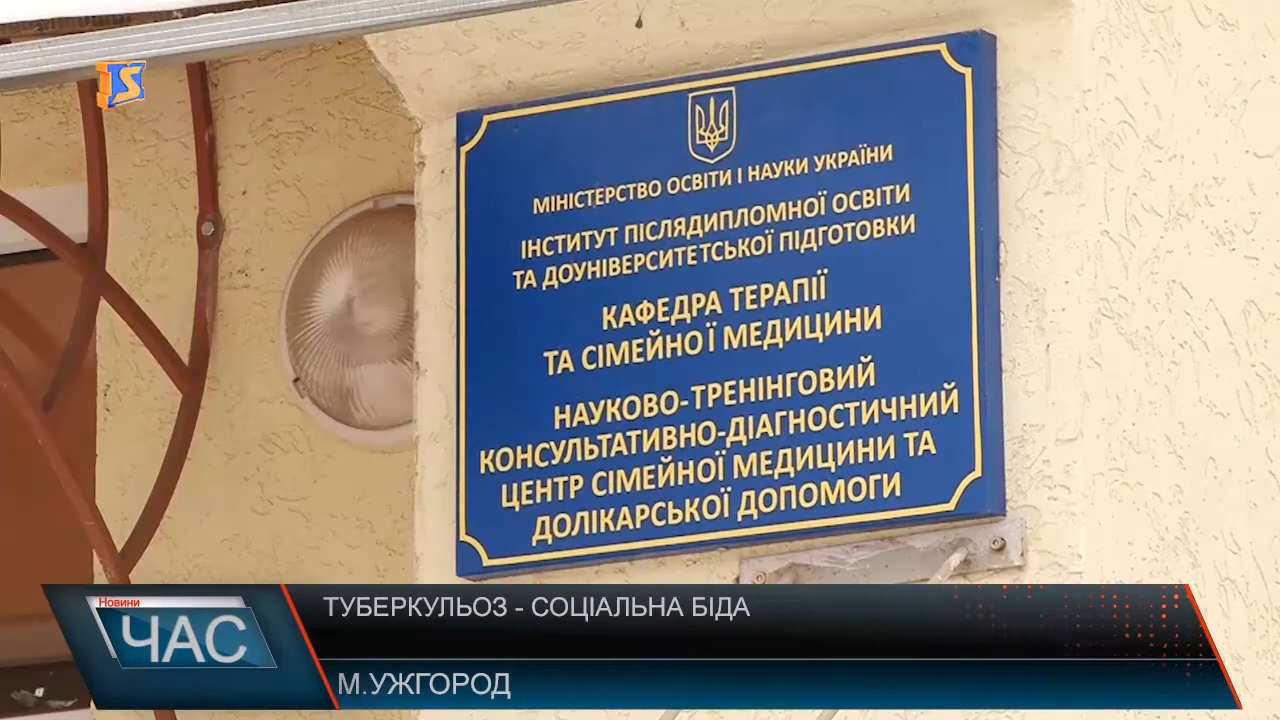 TS
МІНІСТЕРСТВО ОСВІТИ І НАУКИ УКРАЇНИ
ІНСТИТУТ ПІСЛЯДИПЛОМНОЇ ОСВІТИ
ТА ДОУНІВЕРСИТЕТСЬКОЇ ПІДГОТОВКИ
КАФЕДРА ТЕРАПІЇ
ТА СІМЕЙНОЇ МЕДИЦИНИ
НАУКОВО-ТРЕНІНГОВИЙ
КОНСУЛЬТАТИВНО-ДІАГНОСТИЧНИЙ
ЦЕНТР СІМЕЙНОЇ МЕДИЦИНИ ТА
ДОЛІКАРСЬКОЇ ДОПОМОГИ
Новини
ЧАС
ТУБЕРКУЛЬОЗ - СОЦІАЛЬНА БІДА
М.УЖГОРОД